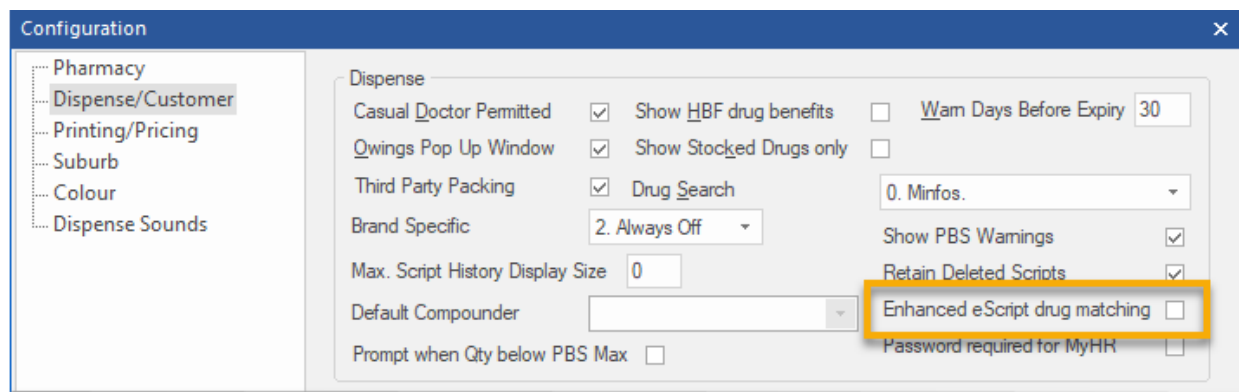 Configuration
Pharmacy
Dispense/Customer
Printing/Pricing
Suburb
Colour
Dispense Sounds
Dispense
Casual Doctor Permitted Show HBF drug benefits Warn Days Before Expiry 30
Owings Pop Up Window Show Stocked Drugs only
Third Party Packing Drug Search 0. Minfos.
Brand Specific 2. Always Off Show PBS Warnings
Max. Script History Display Size 0 Retain Deleted Scripts
Default Compounder Enhanced eScript drug matching
Prompt when Qty below PBS Max Password required for MyHR